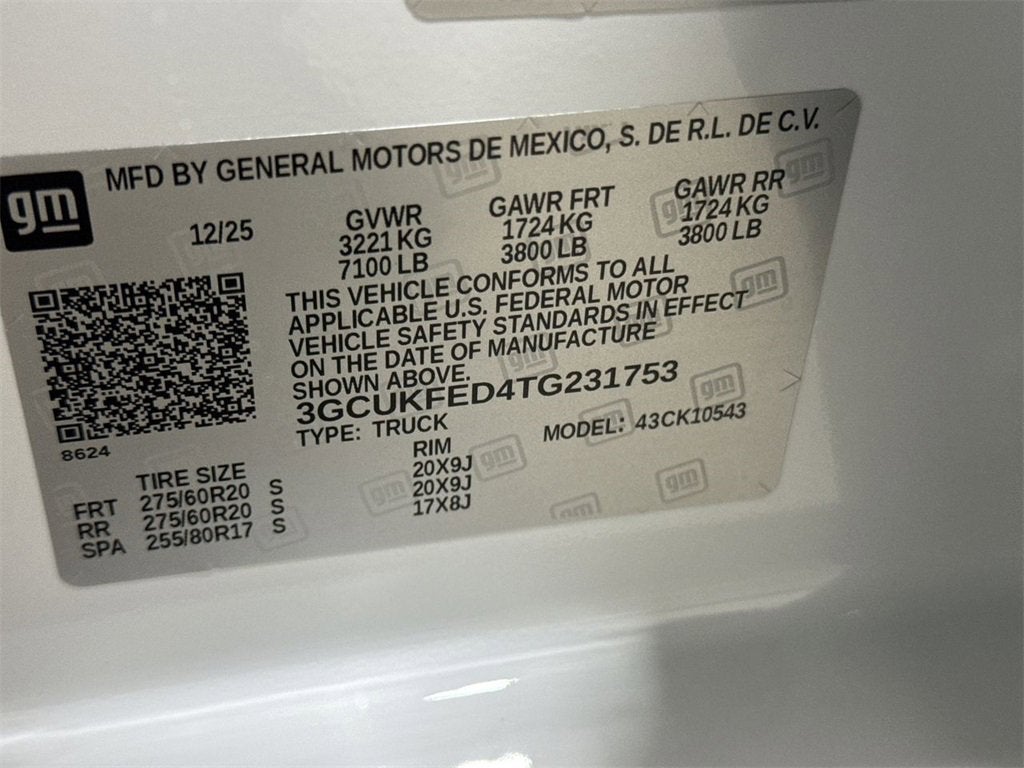 gm
MFD BY GENERAL MOTORS DE MEXICO, S. DE R.L. DE C.V.
12/25
GVWR
3221 KG
7100 LB
GAWR FRT
1724 KG
3800 LB
GAWR RR
1724 KG
3800 LB
THIS VEHICLE CONFORMS TO ALL
APPLICABLE U.S. FEDERAL MOTOR
VEHICLE SAFETY STANDARDS IN EFFECT
ON THE DATE OF MANUFACTURE
SHOWN ABOVE.
3GCUKFED4TG231753
TYPE: TRUCK MODEL: 43CK10543
8624
TIRE SIZE RIM
FRT 275/60R20 S 20X9J
RR 275/60R20 S 20X9J
SPA 255/80R17 S 17X8J